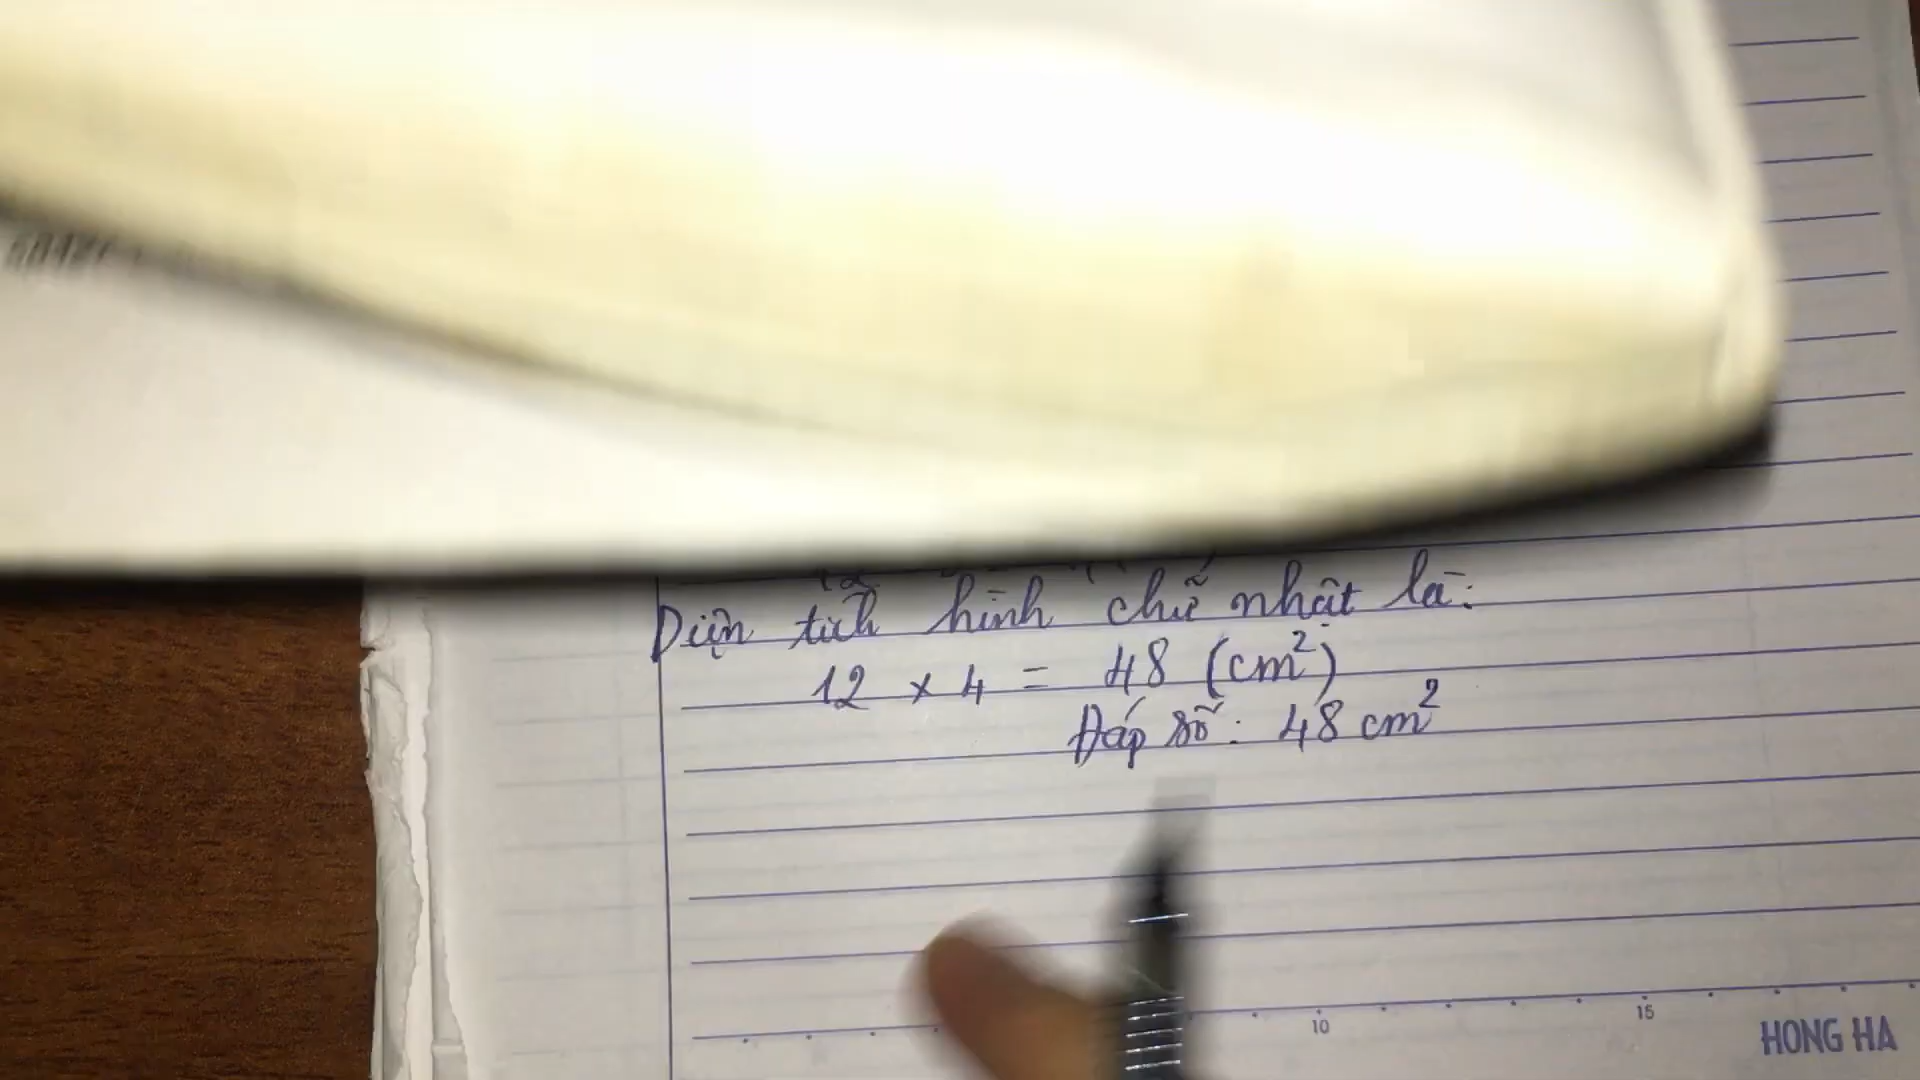 Diện tích hình chữ nhật là:
12 x 4 = 48 (cm²)
Đáp số: 48 cm²
10 15
HONG HA